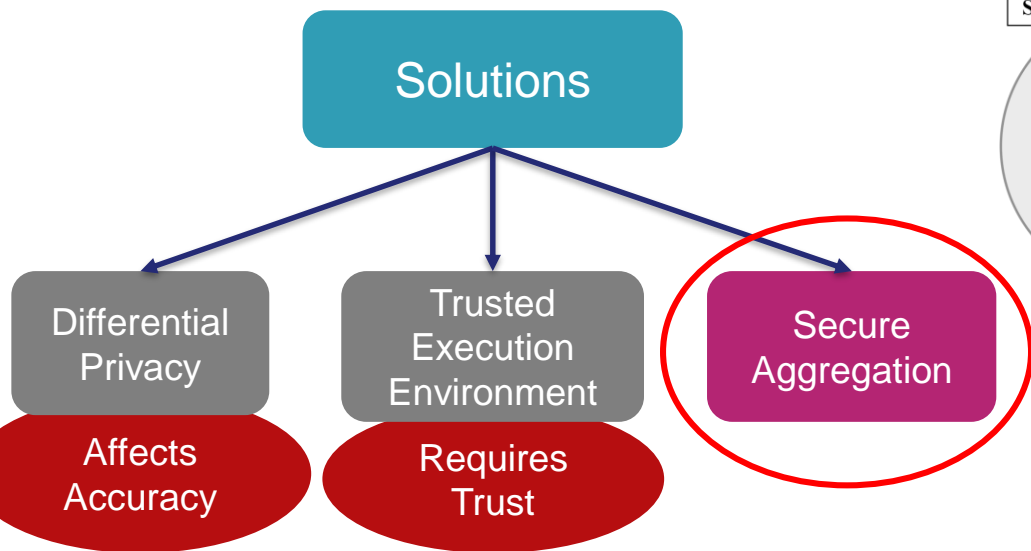 Solutions
Differential
Privacy
Trusted
Execution
Environment
Secure
Aggregation
Affects
Accuracy
Requires
Trust